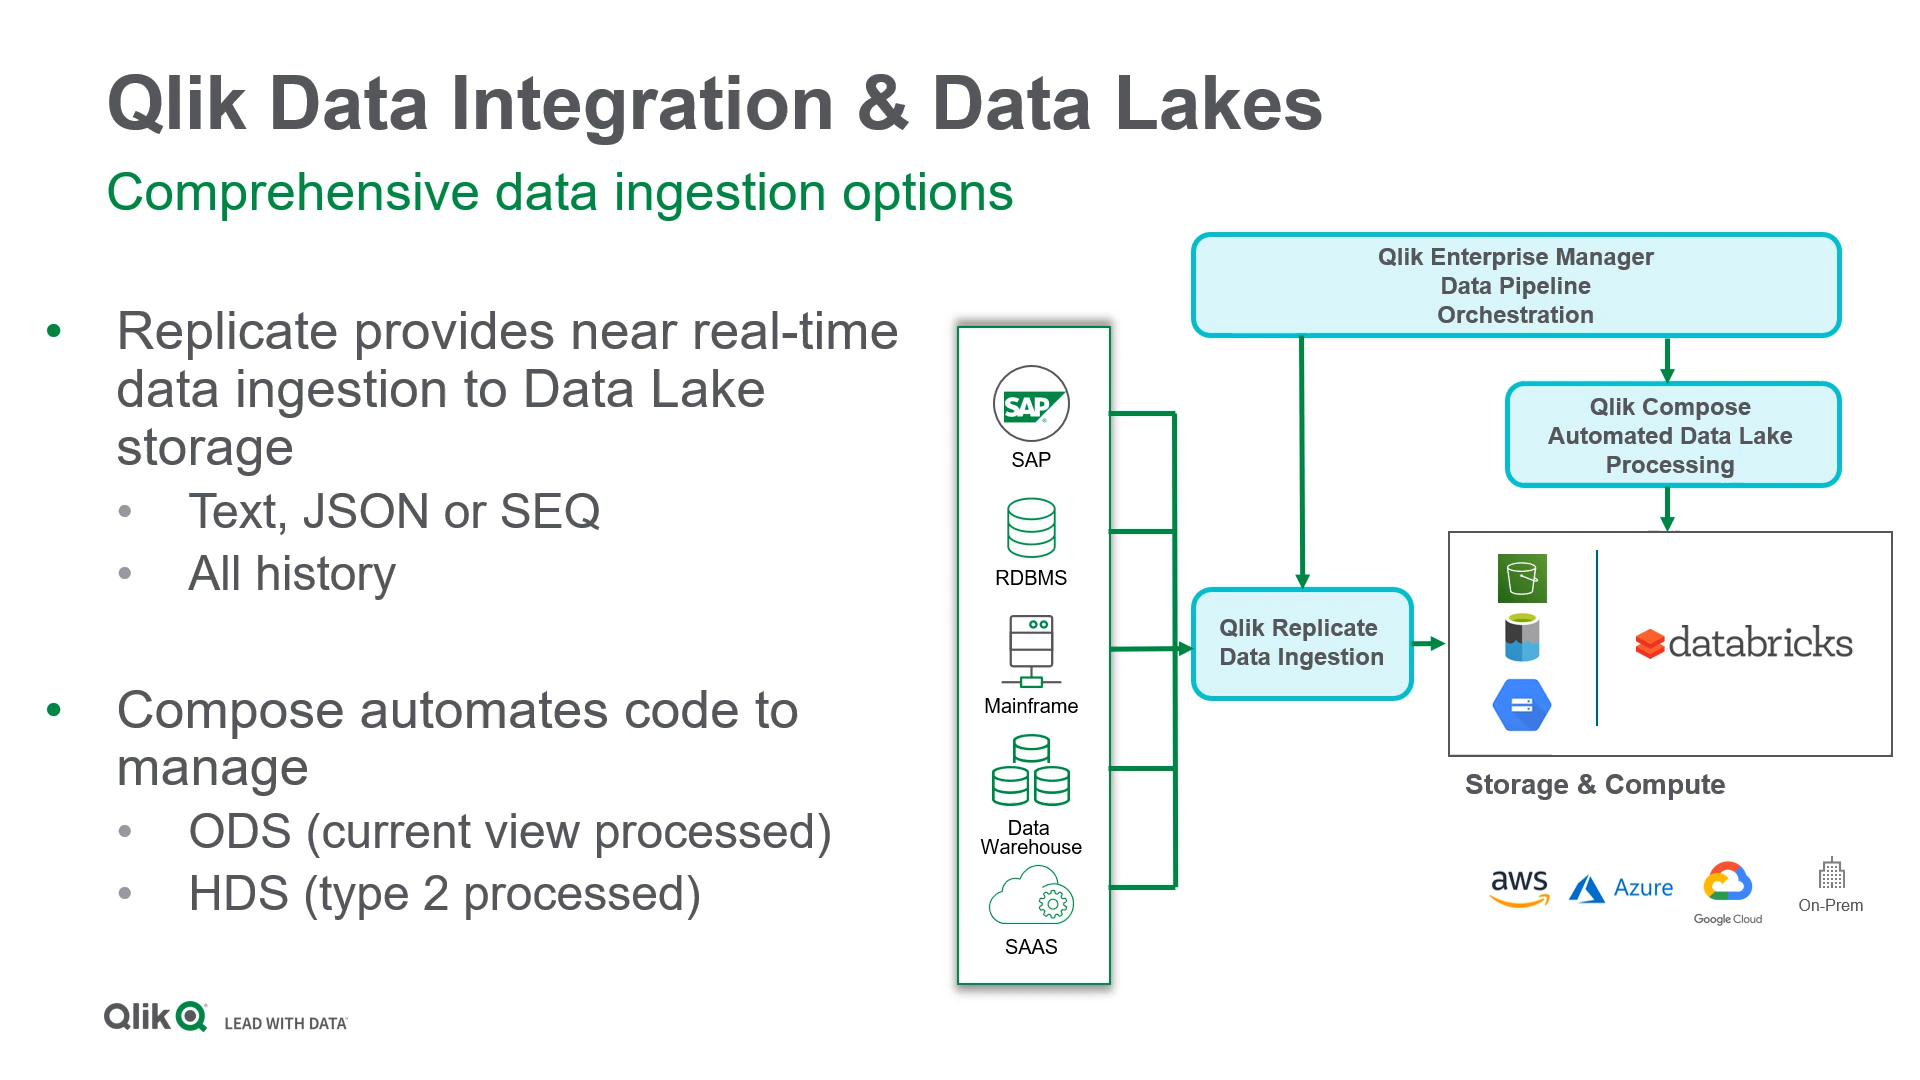 Qlik Data Integration & Data Lakes
Comprehensive data ingestion options
• Replicate provides near real-time
data ingestion to Data Lake
storage
• Text, JSON or SEQ
• All history
• Compose automates code to
manage
• ODS (current view processed)
• HDS (type 2 processed)
SAP
SAP
RDBMS
Mainframe
Data
Warehouse
SAAS
Qlik Enterprise Manager
Data Pipeline
Orchestration
Qlik Compose
Automated Data Lake
Processing
Qlik Replicate
Data Ingestion
databricks
Storage & Compute
aws
Azure
Google Cloud
On-Prem
Qlik LEAD WITH DATA